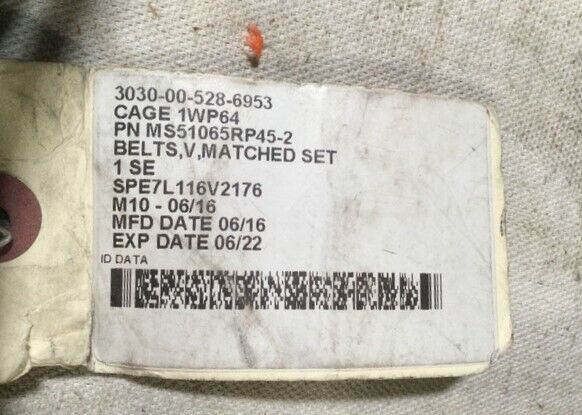 3030-00-528-6953
CAGE 1WP64
PN MS51065RP45-2
BELTS,V,MATCHED SET
1 SE
SPE7L116V2176
M10 - 06/16
MFD DATE 06/16
EXP DATE 06/22
ID DATA